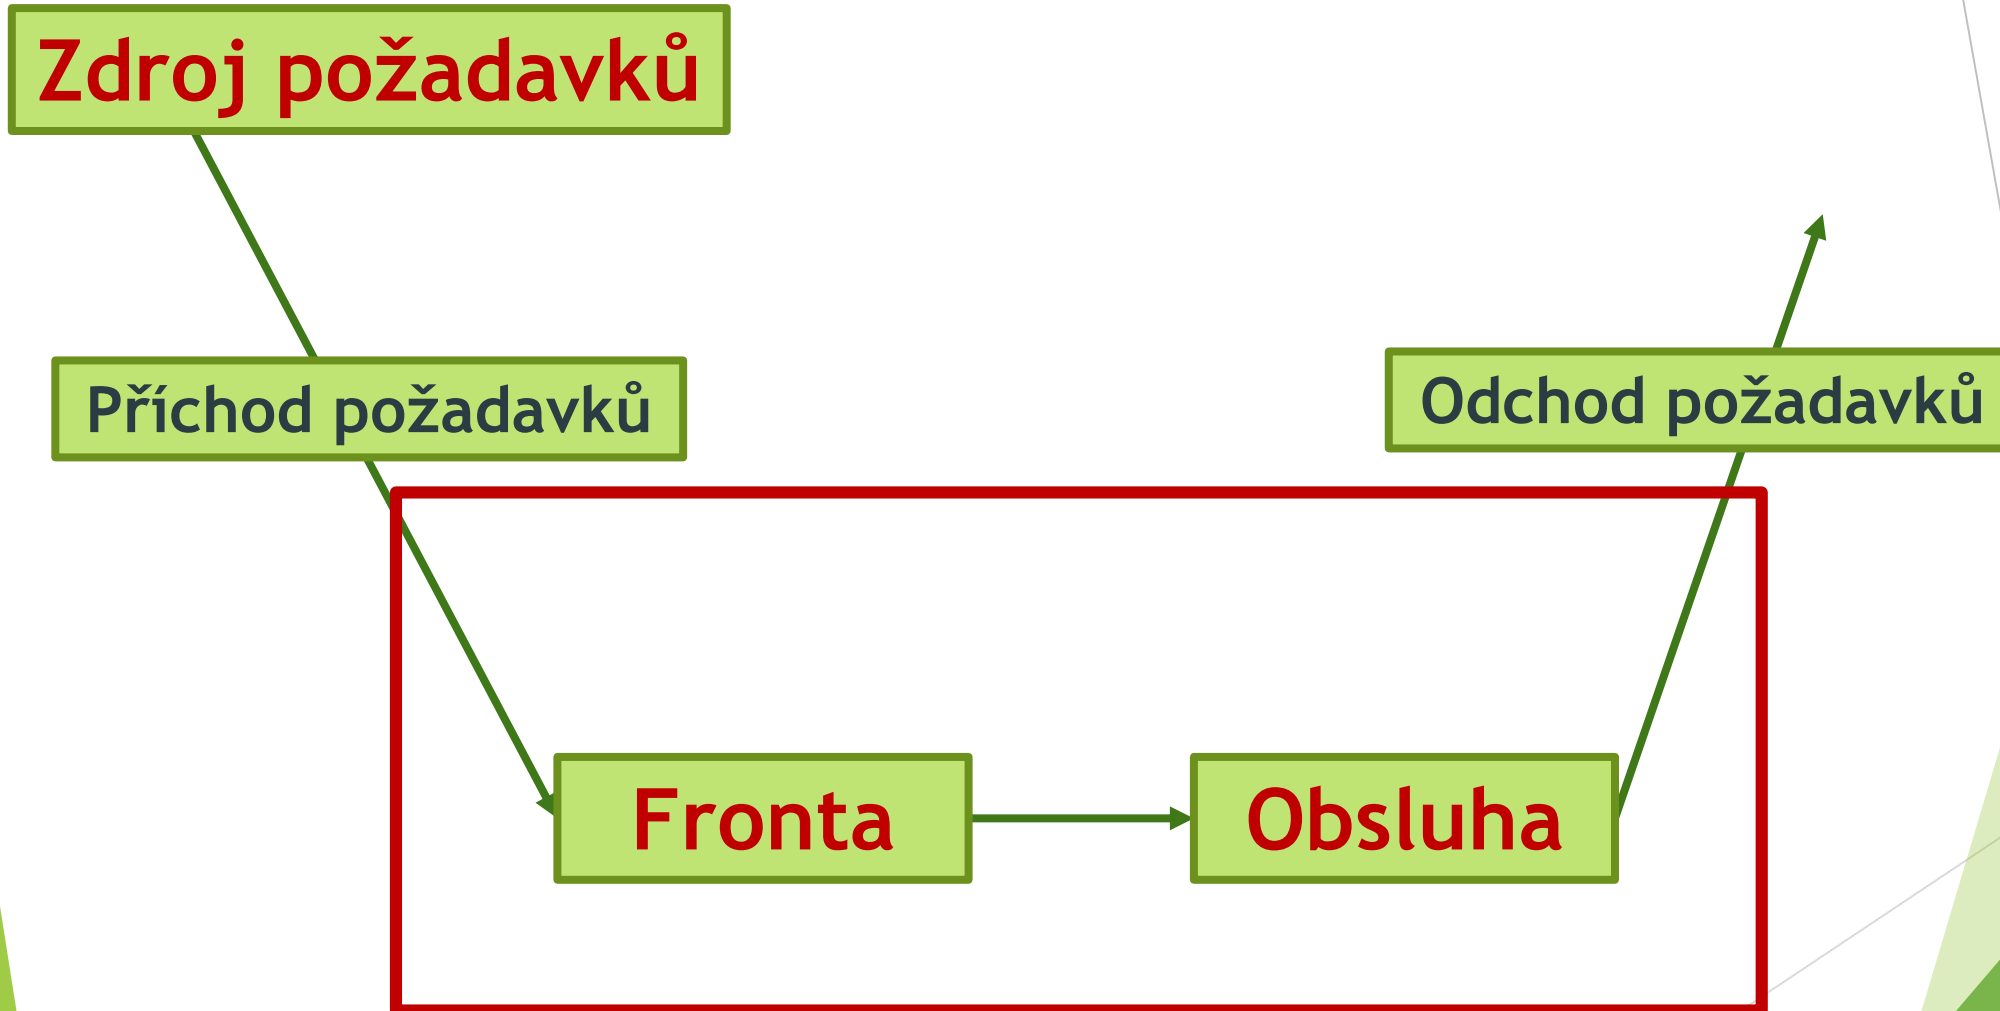 Zdroj požadavků
Příchod požadavků
Odchod požadavků
Fronta
Obsluha